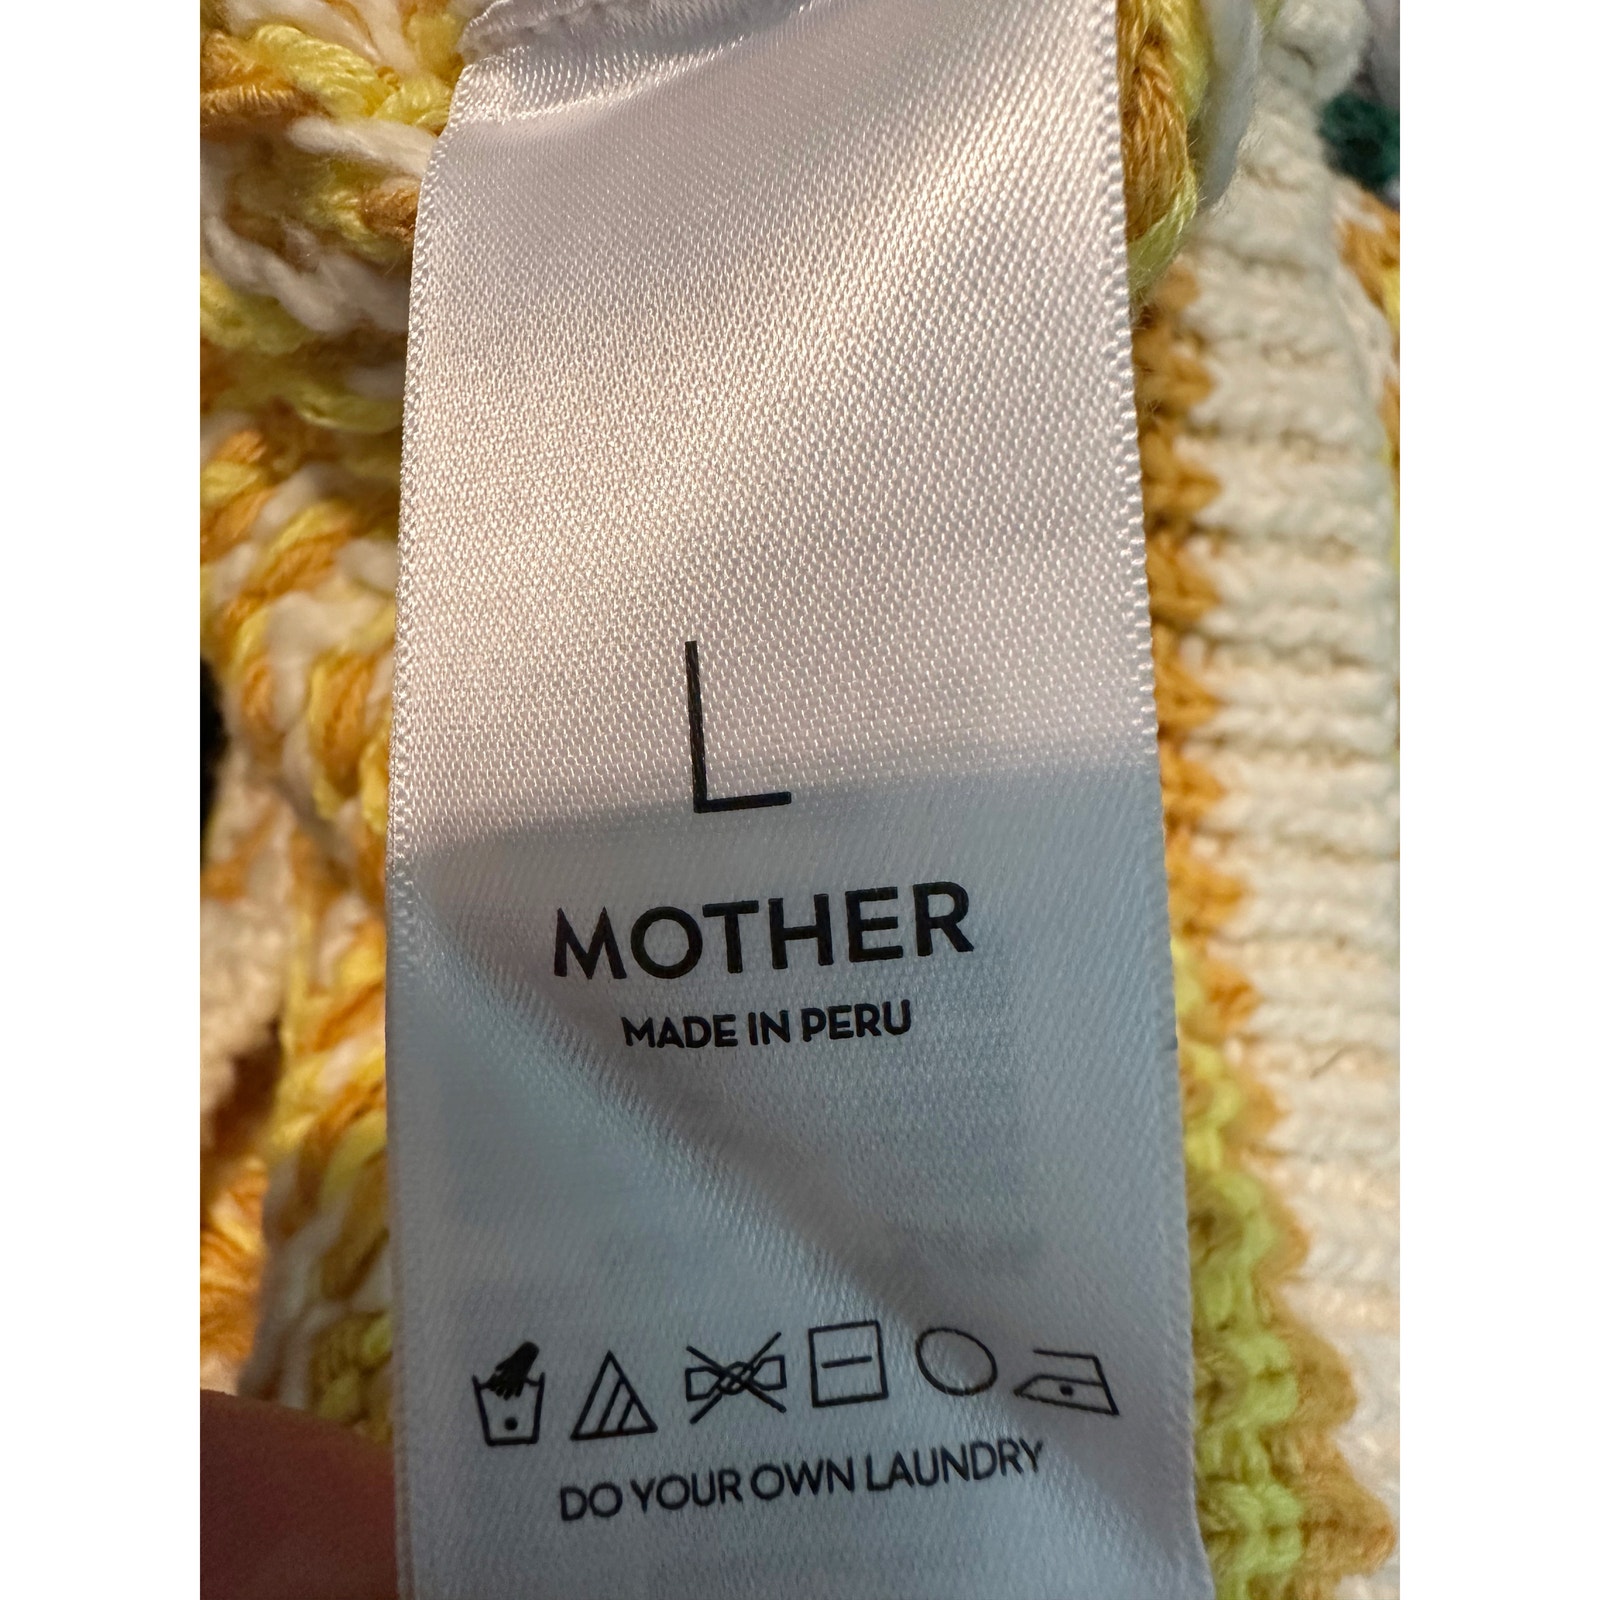 L
MOTHER
MADE IN PERU
DO YOUR OWN LAUNDRY